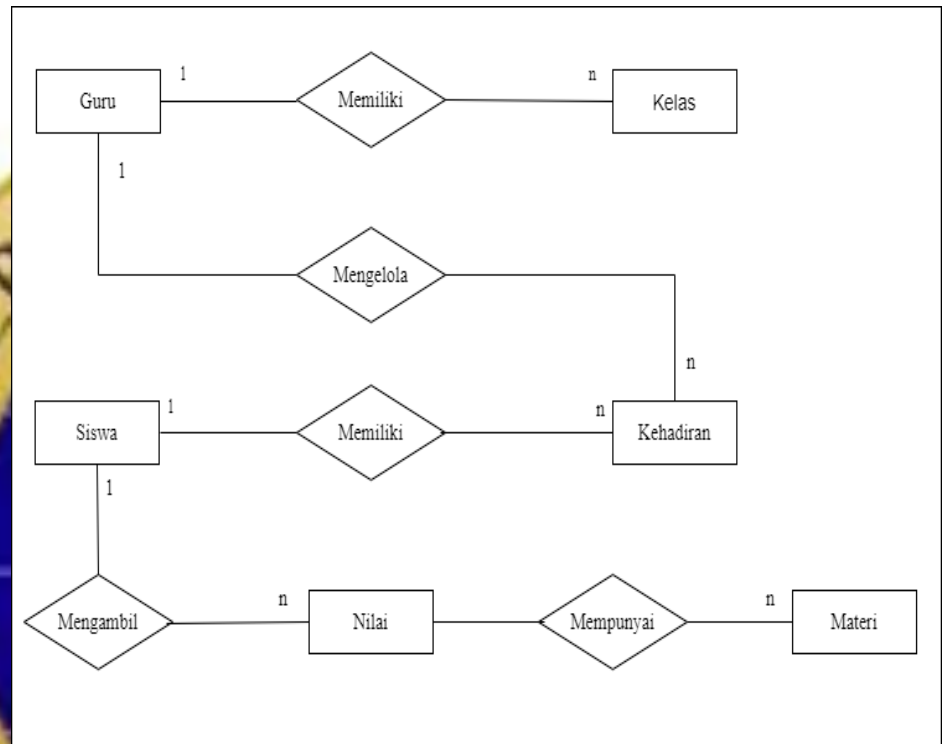 1
n
Guru
Memiliki
Kelas
1
Mengelola
n
1
n
Siswa
Memiliki
Kehadiran
1
n
n
Mengambil
Nilai
Mempunyai
Materi